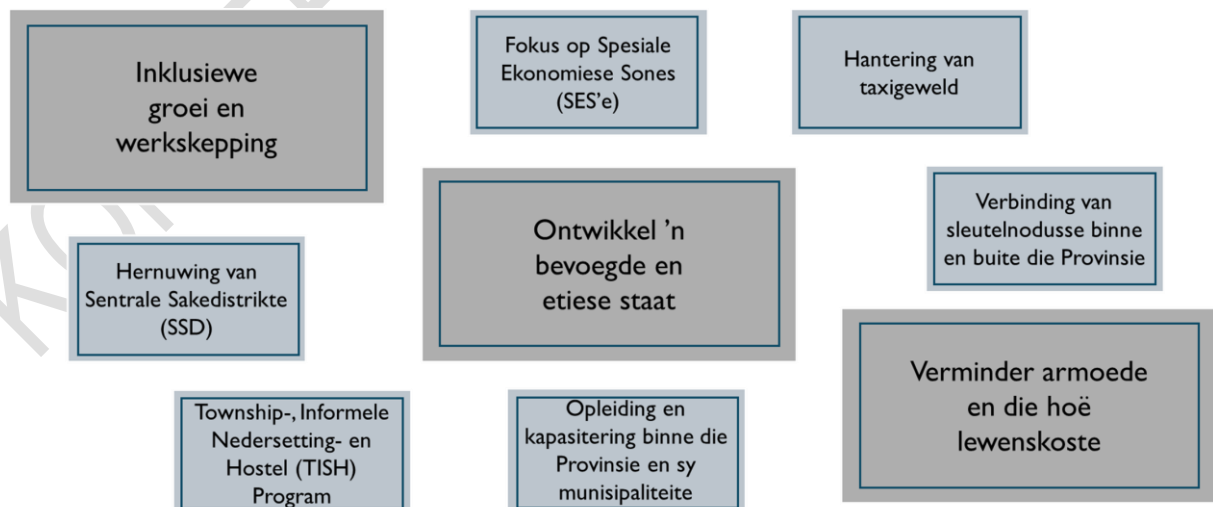 Inklusiewe
groei en
werkskepping
Fokus op Spesiale
Ekonomiese Sones
(SES'e)
Hantering van
taxigeweld
Ontwikkel 'n
bevoegde en
etiese staat
Verbinding van
sleutelnodusse binne
en buite die Provinsie
Hernuwing van
Sentrale Sakedistrikte
(SSD)
Verminder armoede
en die hoë
lewenskoste
Township-, Informele
Nedersetting- en
Hostel (TISH)
Program
Opleiding en
kapasitering binne die
Provinsie en sy
munisipaliteite